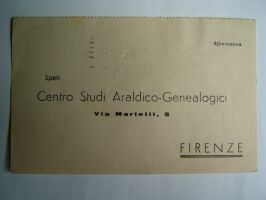 Affrancatura
Spett.
Centro Studi Araldico-Genealogici
Via Martelli, 5
FIRENZE